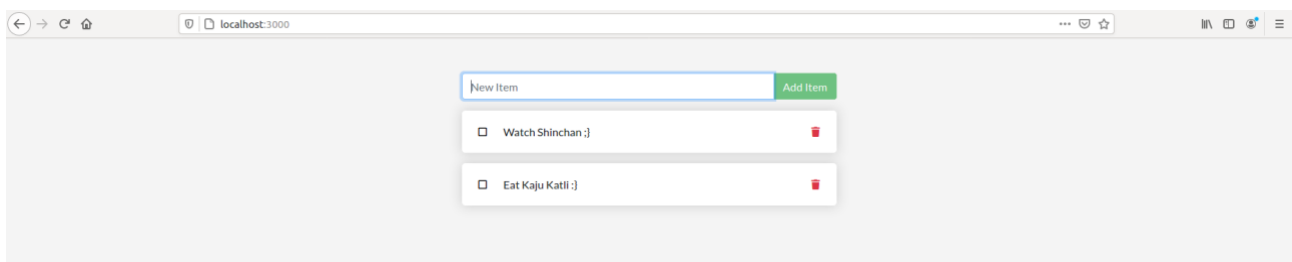 localhost:3000
New Item
Add Item
Watch Shinchan ;}
Eat Kaju Katli :}